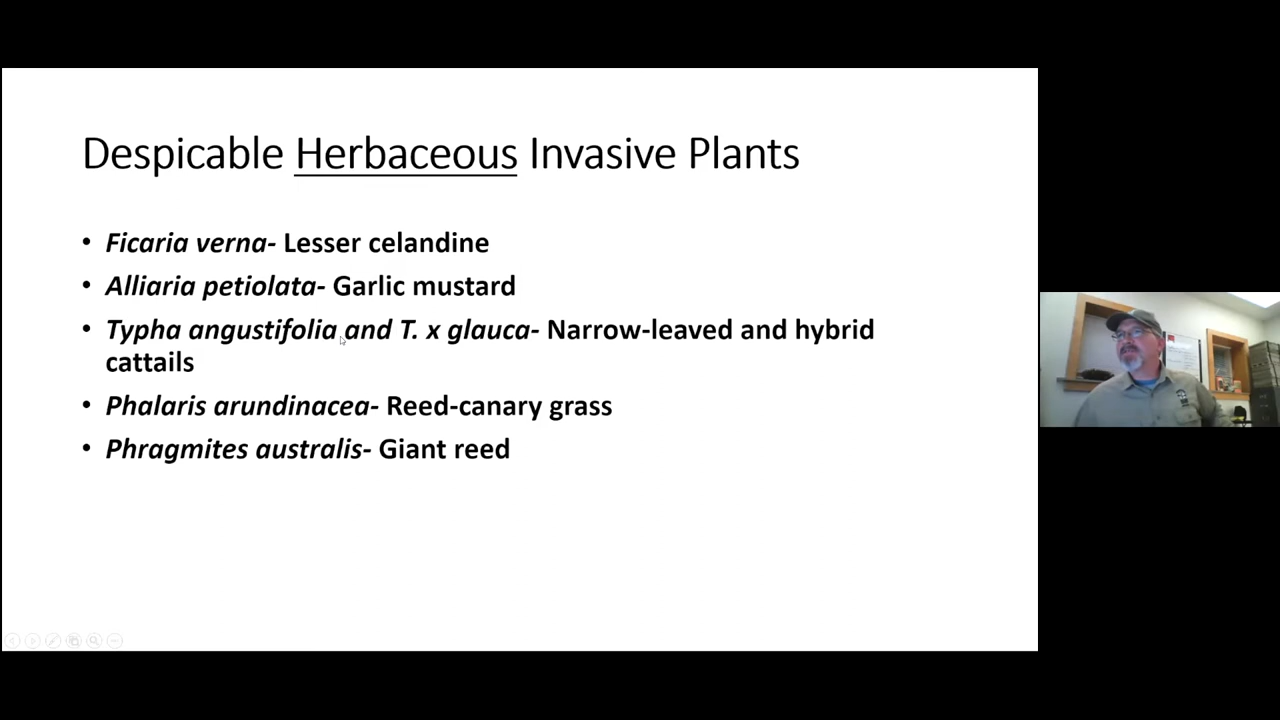 Despicable Herbaceous Invasive Plants
• Ficaria verna- Lesser celandine
• Alliaria petiolata- Garlic mustard
• Typha angustifolia and T. x glauca- Narrow-leaved and hybrid
cattails
• Phalaris arundinacea- Reed-canary grass
• Phragmites australis- Giant reed